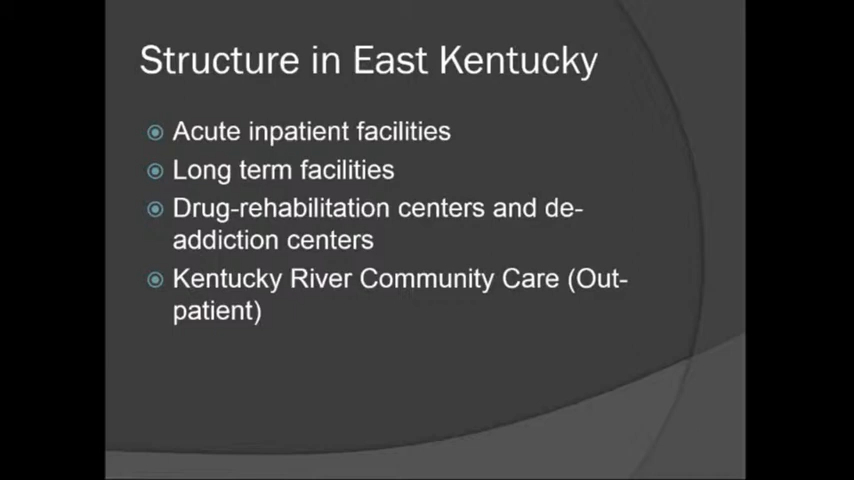 Structure in East Kentucky
Acute inpatient facilities
Long term facilities
Drug-rehabilitation centers and de-
addiction centers
Kentucky River Community Care (Out-
patient)